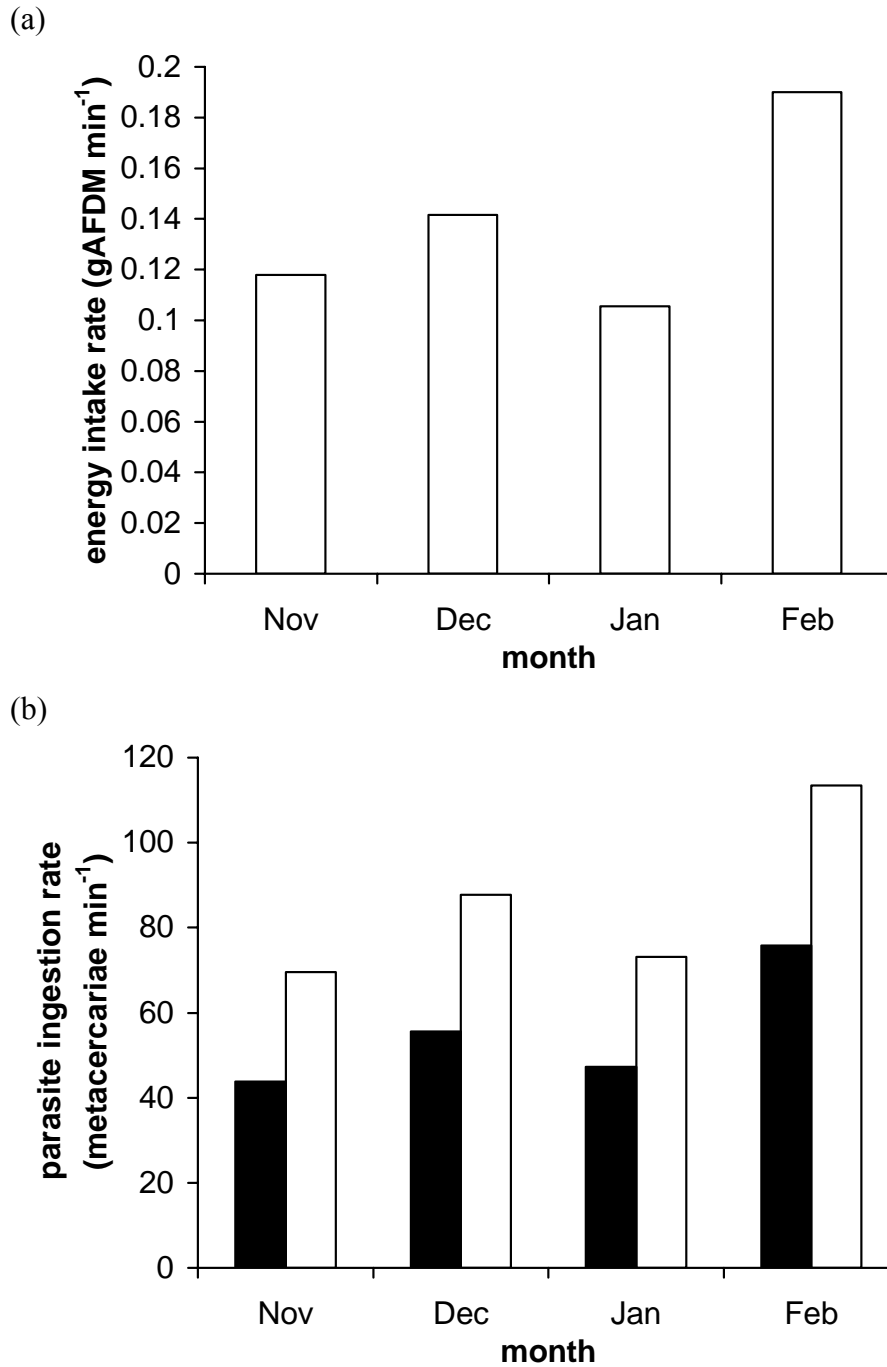 (a)
energy intake rate (gAFDM min-1)
0.2
0.18
0.16
0.14
0.12
0.1
0.08
0.06
0.04
0.02
0
Nov Dec Jan Feb
month
(b)
parasite ingestion rate
(metacercariae min-1)
120
100
80
60
40
20
0
Nov Dec Jan Feb
month